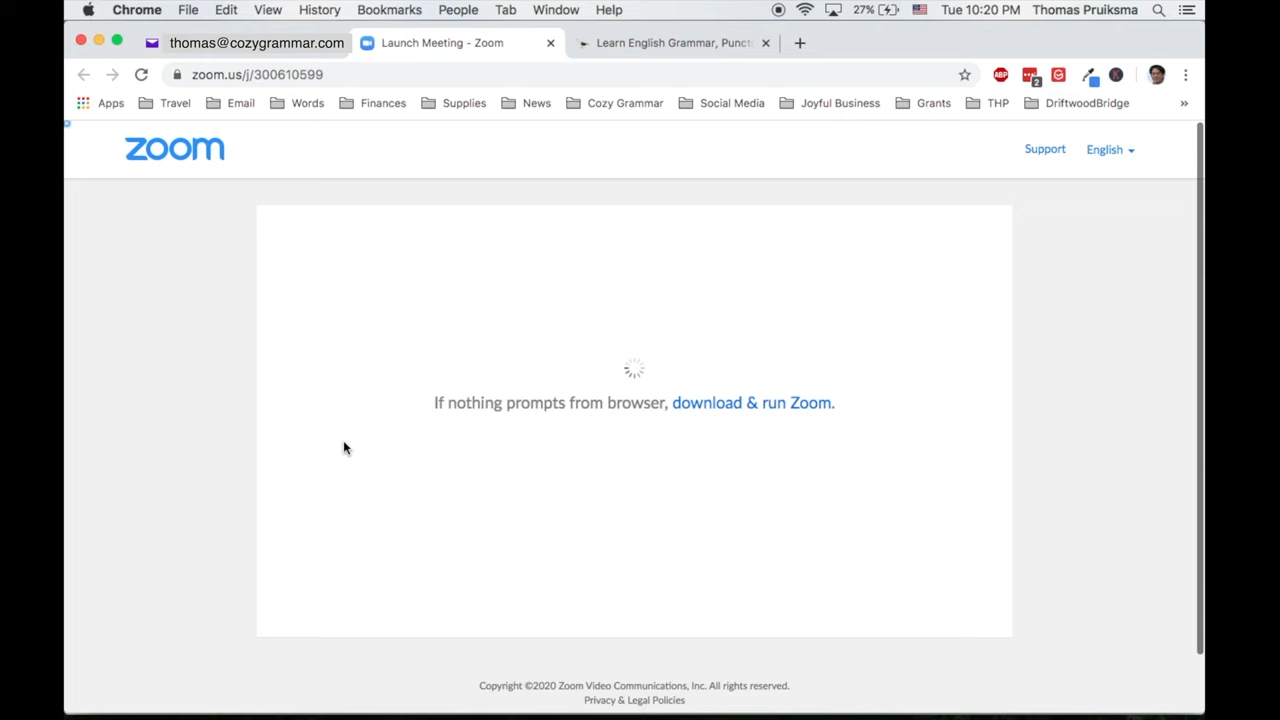 Chrome File Edit View History Bookmarks People Tab Window Help 27% Tue 10:20 PM Thomas Pruiksma
thomas@cozygrammar.com Launch Meeting - Zoom Learn English Grammar, Punct
zoom.us/j/300610599 ABP 2
Apps Travel Email Words Finances Supplies News Cozy Grammar Social Media Joyful Business Grants THP DriftwoodBridge »
zoom Support English
If nothing prompts from browser, download & run Zoom.
Copyright ©2020 Zoom Video Communications, Inc. All rights reserved.
Privacy & Legal Policies